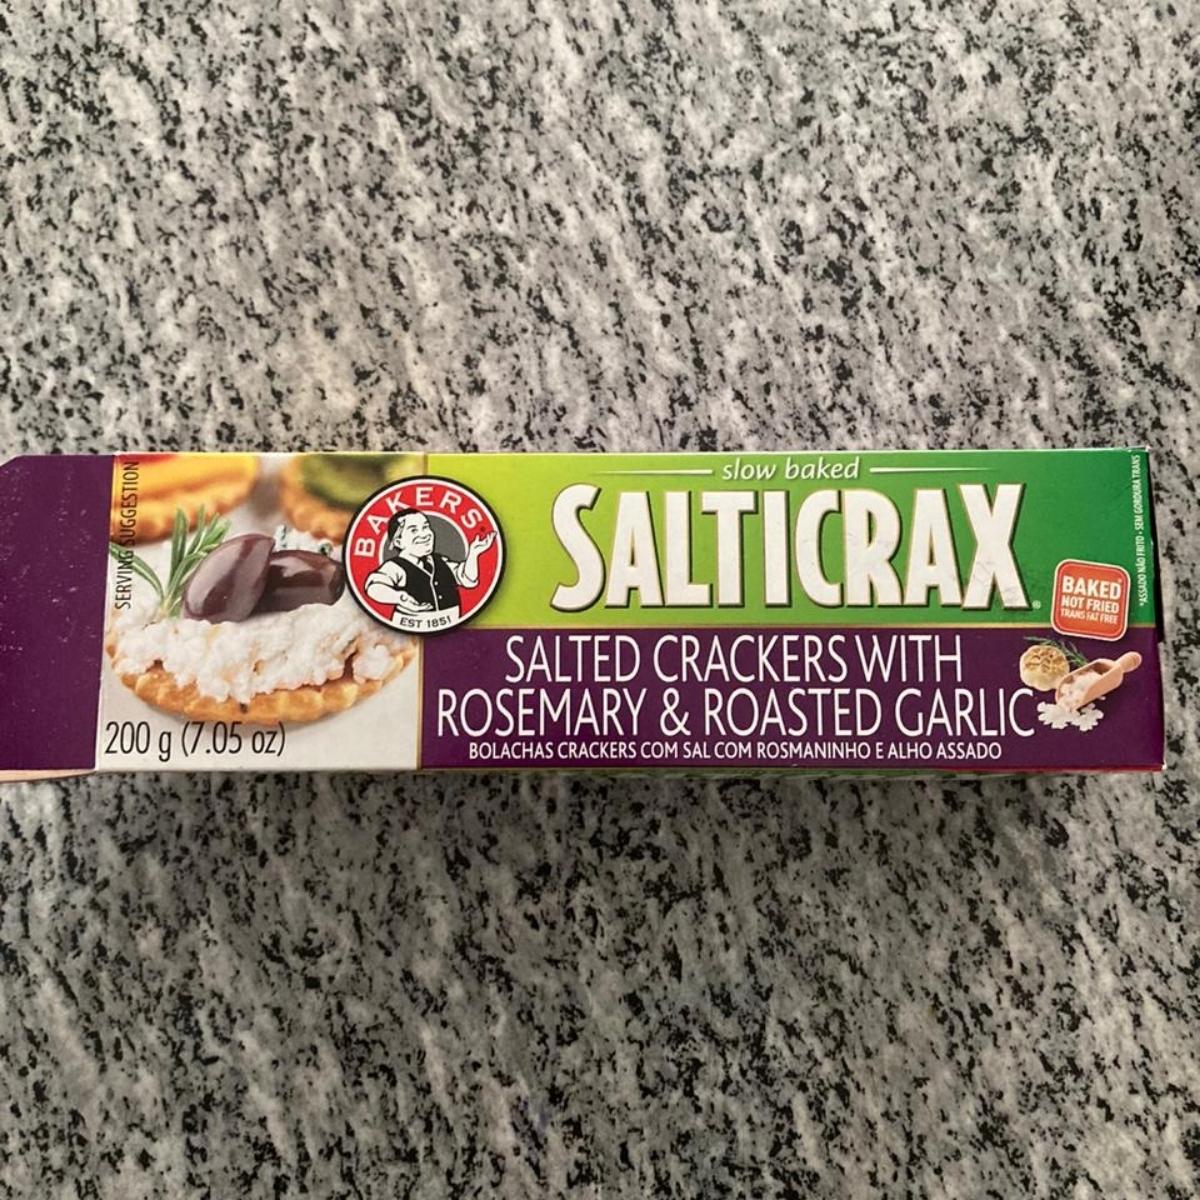 SERVING SUGGESTION
200 g (7.05 oz)
BAKERS
EST 1851
slow baked
SALTICRAX®
SALTED CRACKERS WITH
ROSEMARY & ROASTED GARLIC
BOLACHAS CRACKERS COM SAL COM ROSMANINHO E ALHO ASSADO
BAKED*
NOT FRIED
TRANS FAT FREE
*ASSADO NÃO FRITO • SEM GORDURA TRANS